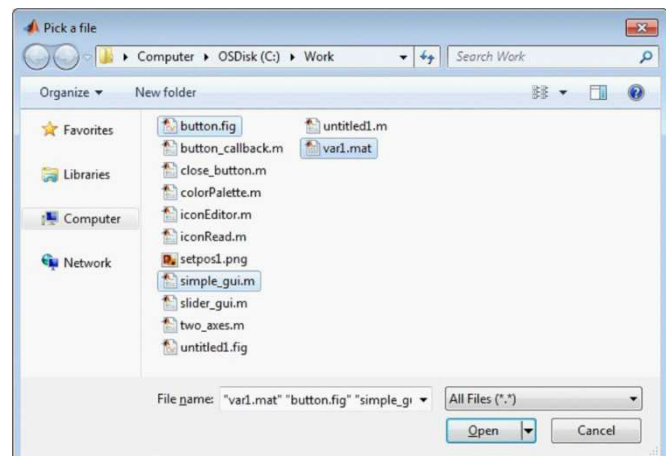 Pick a file
Computer ▸ OSDisk (C:) ▸ Work
Search Work
Organize
New folder
Favorites
Libraries
Computer
Network
button.fig
button_callback.m
close_button.m
colorPalette.m
iconEditor.m
iconRead.m
setpos1.png
simple_gui.m
slider_gui.m
two_axes.m
untitled1.fig
untitled1.m
var1.mat
File name: "var1.mat" "button.fig" "simple_gı
All Files (*.*)
Open
Cancel